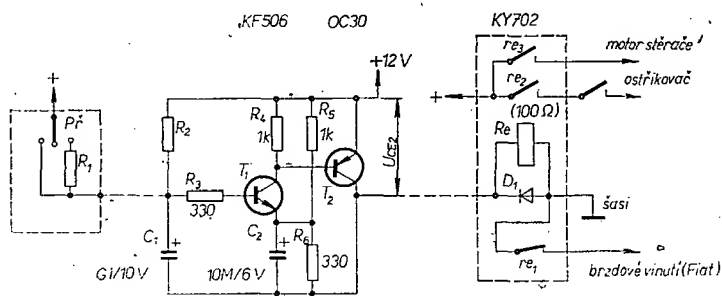 KF506 OC30 KY702
+
Př
R1
R2
R3
330
C1
+
G1/10V
+12V
R4
1k
R5
1k
T1
T2
UCE2
C2
+
10M/6V
R6
330
re3
motor stěrače
re2
ostřikovač
+
(100Ω)
Re
D1
šasi
re1
brzdové vinutí (Fiat)